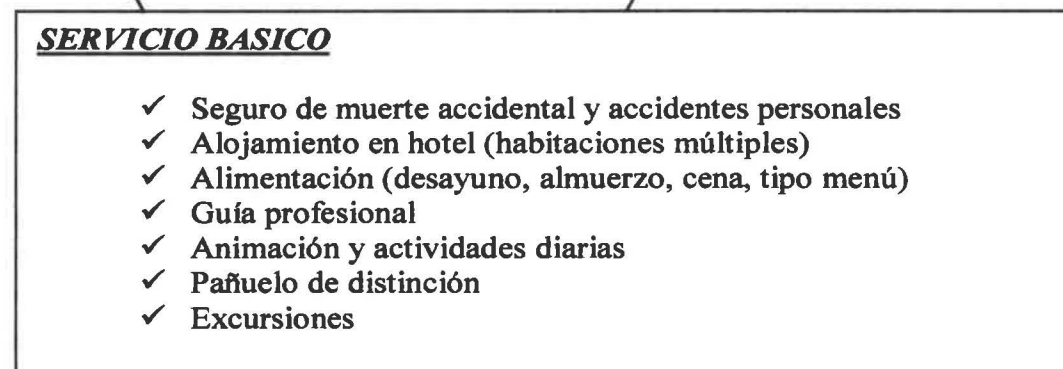 SERVICIO BASICO
✓ Seguro de muerte accidental y accidentes personales
✓ Alojamiento en hotel (habitaciones múltiples)
✓ Alimentación (desayuno, almuerzo, cena, tipo menú)
✓ Guía profesional
✓ Animación y actividades diarias
✓ Pañuelo de distinción
✓ Excursiones